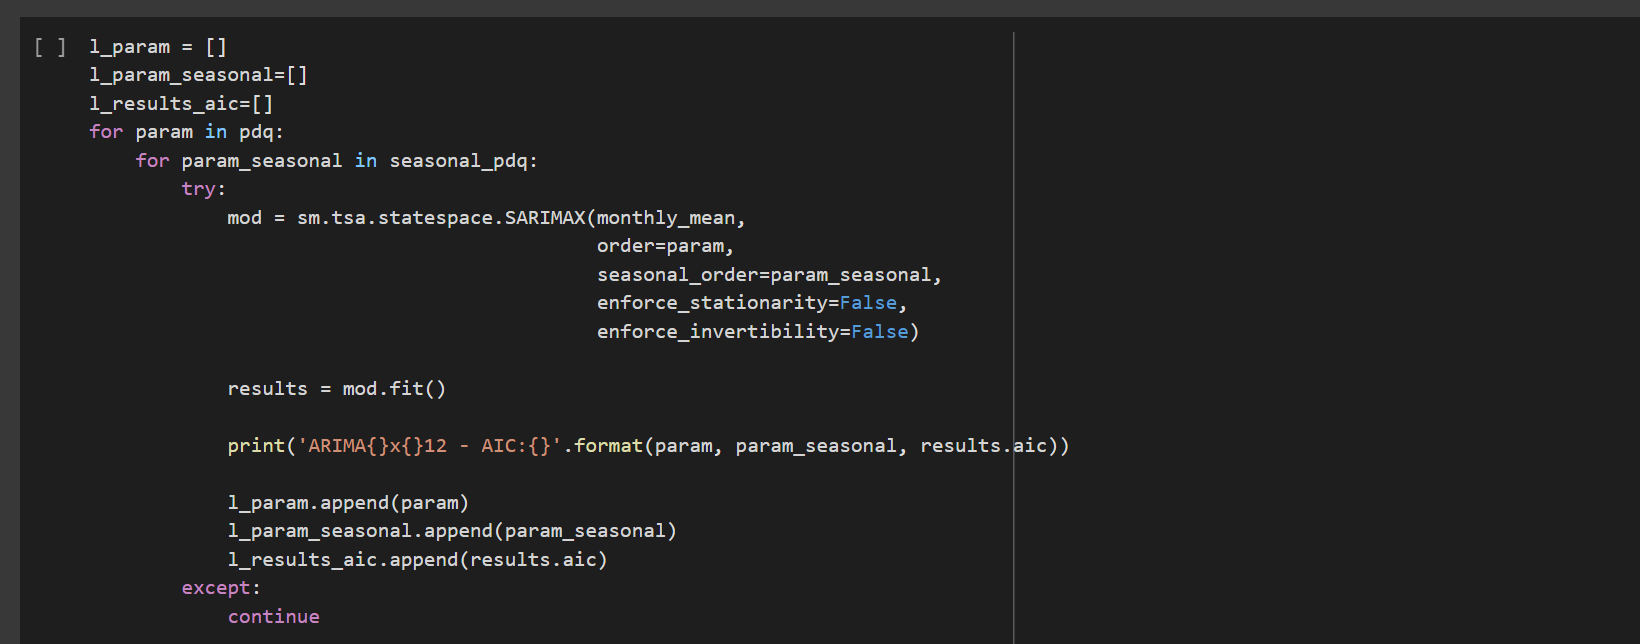 [ ] l_param = []
l_param_seasonal=[]
l_results_aic=[]
for param in pdq:
    for param_seasonal in seasonal_pdq:
        try:
            mod = sm.tsa.statespace.SARIMAX(monthly_mean,
                                            order=param,
                                            seasonal_order=param_seasonal,
                                            enforce_stationarity=False,
                                            enforce_invertibility=False)
            results = mod.fit()
            print('ARIMA{}x{}12 - AIC:{}'.format(param, param_seasonal, results.aic))
            l_param.append(param)
            l_param_seasonal.append(param_seasonal)
            l_results_aic.append(results.aic)
        except:
            continue